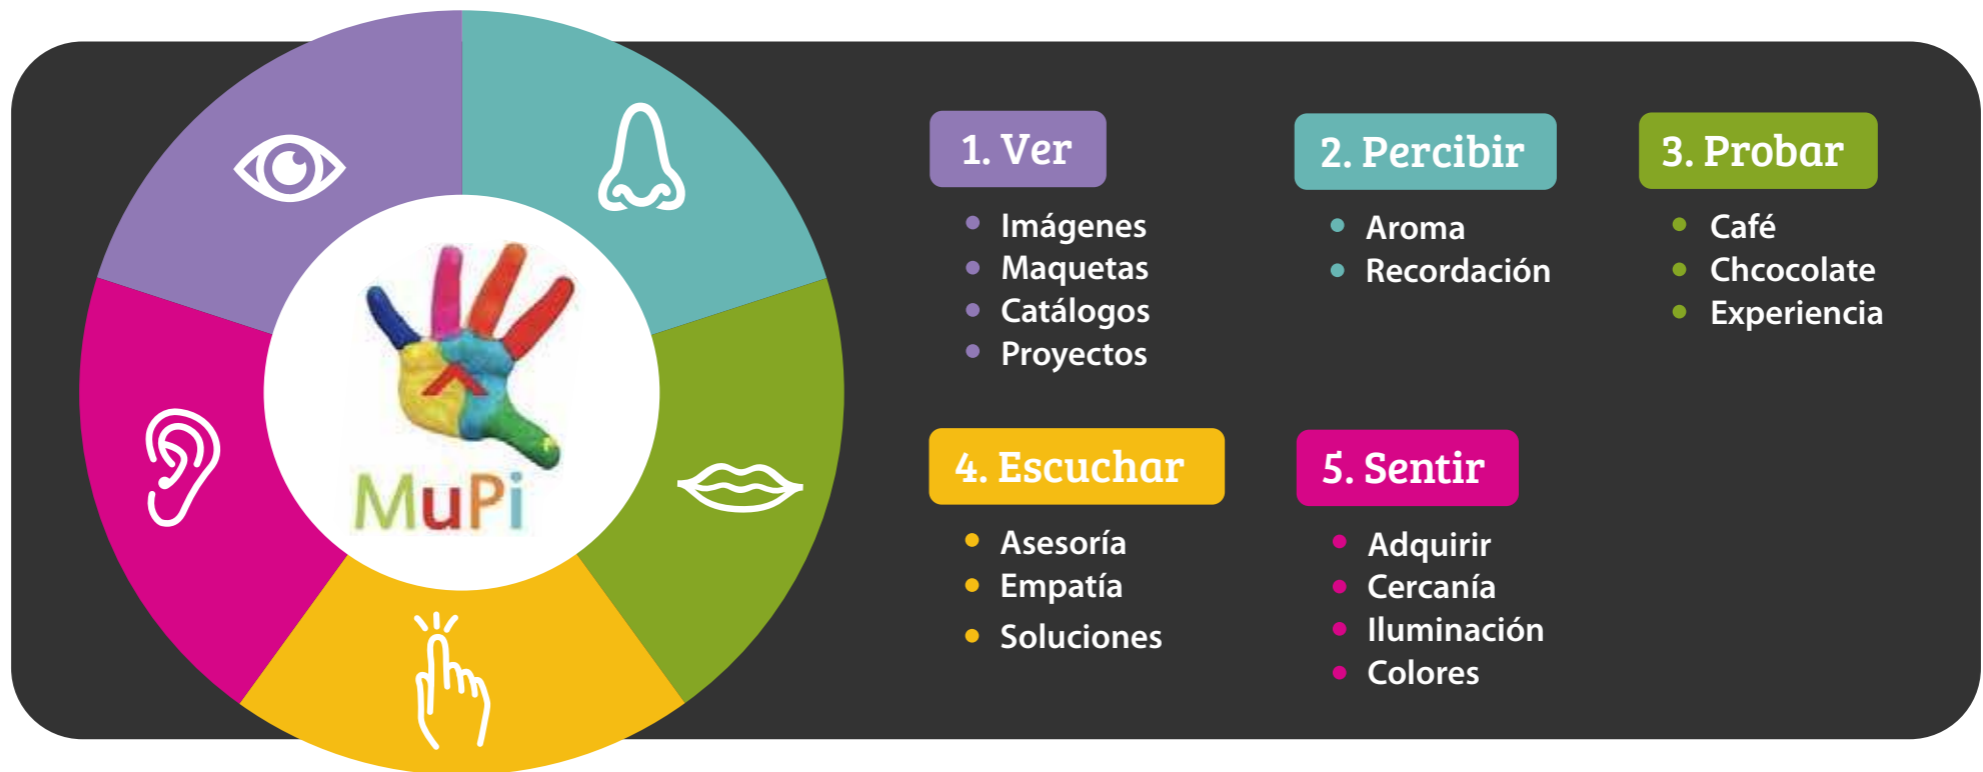 MuPi
1. Ver
Imágenes
Maquetas
Catálogos
Proyectos
2. Percibir
Aroma
Recordación
3. Probar
Café
Chcocolate
Experiencia
4. Escuchar
Asesoría
Empatía
Soluciones
5. Sentir
Adquirir
Cercanía
Iluminación
Colores